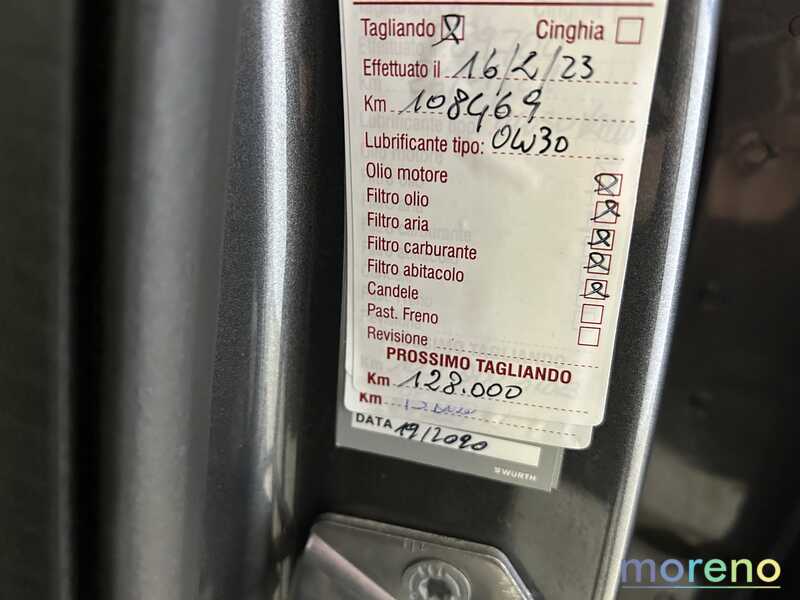 Tagliando Cinghia
Effettuato il 16/2/23
Km 108469
Lubrificante tipo: 0W30
Olio motore
Filtro olio
Filtro aria
Filtro carburante
Filtro abitacolo
Candele
Past. Freno
Revisione
PROSSIMO TAGLIANDO
Km 128.000
Km
DATA 19/2020
WÜRTH
moreno